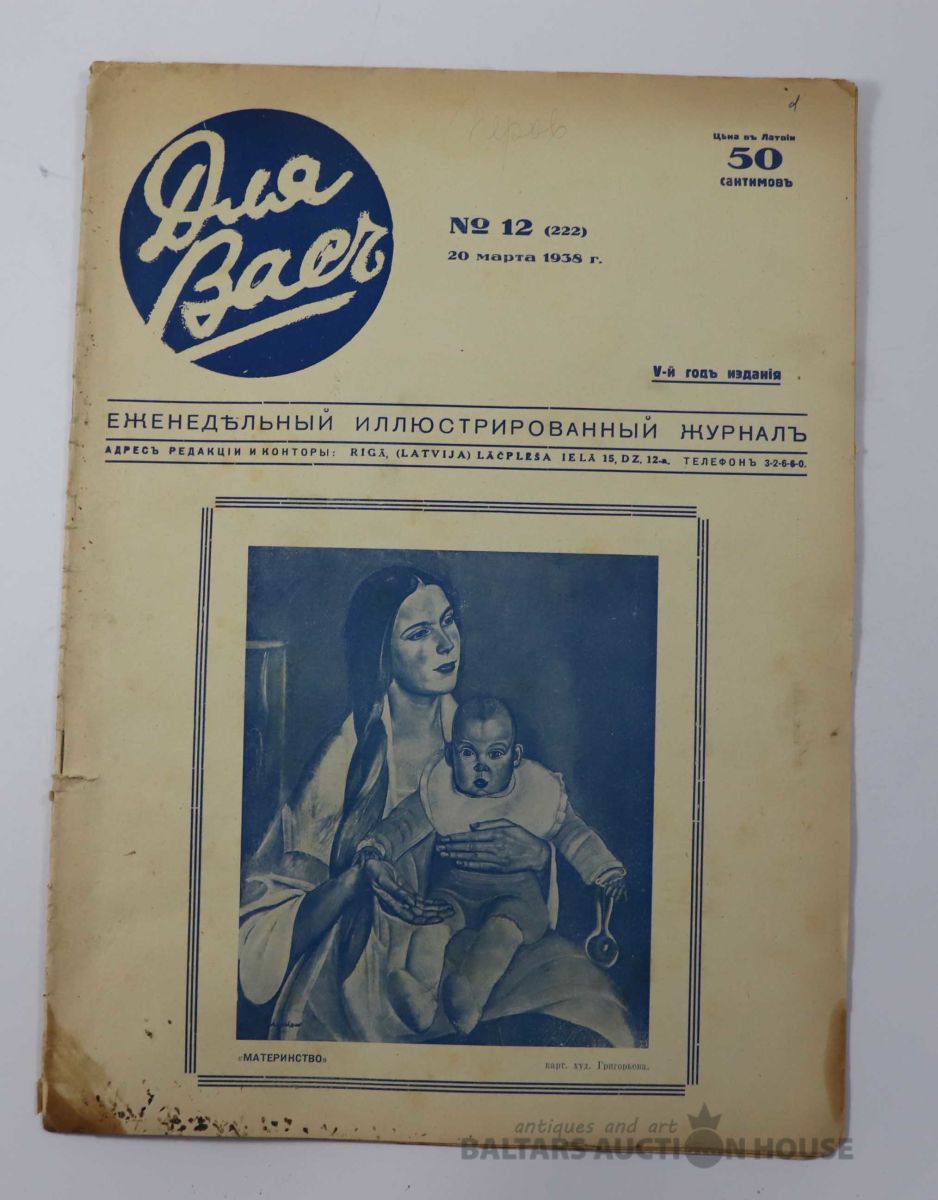 Для
Васъ
Цѣна въ Латвіи
50
сантимовъ
№ 12 (222)
20 марта 1938 г.
V-й годъ изданія
ЕЖЕНЕДѢЛЬНЫЙ ИЛЛЮСТРИРОВАННЫЙ ЖУРНАЛЪ
АДРЕСЪ РЕДАКЦІИ И КОНТОРЫ: RIGĀ, (LATVIJA) LĀČPLĒŠA IELĀ 15, DZ. 12-a. ТЕЛЕФОНЪ 3-2-6-6-0.
«МАТЕРИНСТВО»
карт. худ. Григорькова.
antiques and art
BALTARS AUCTION HOUSE